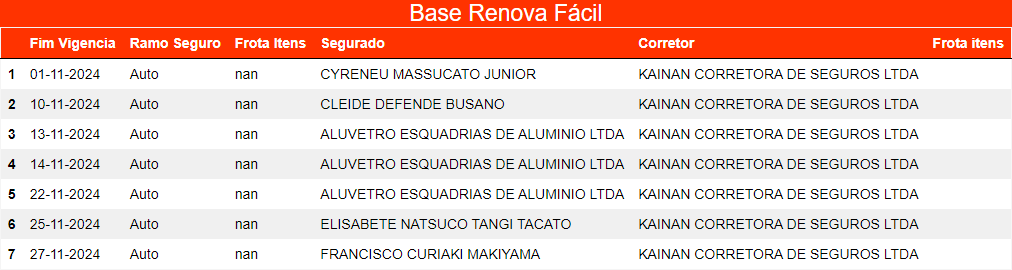 Base Renova Fácil
Fim Vigencia Ramo Seguro Frota Itens Segurado Corretor Frota itens
1 01-11-2024 Auto nan CYRENEU MASSUCATO JUNIOR KAINAN CORRETORA DE SEGUROS LTDA
2 10-11-2024 Auto nan CLEIDE DEFENDE BUSANO KAINAN CORRETORA DE SEGUROS LTDA
3 13-11-2024 Auto nan ALUVETRO ESQUADRIAS DE ALUMINIO LTDA KAINAN CORRETORA DE SEGUROS LTDA
4 14-11-2024 Auto nan ALUVETRO ESQUADRIAS DE ALUMINIO LTDA KAINAN CORRETORA DE SEGUROS LTDA
5 22-11-2024 Auto nan ALUVETRO ESQUADRIAS DE ALUMINIO LTDA KAINAN CORRETORA DE SEGUROS LTDA
6 25-11-2024 Auto nan ELISABETE NATSUCO TANGI TACATO KAINAN CORRETORA DE SEGUROS LTDA
7 27-11-2024 Auto nan FRANCISCO CURIAKI MAKIYAMA KAINAN CORRETORA DE SEGUROS LTDA